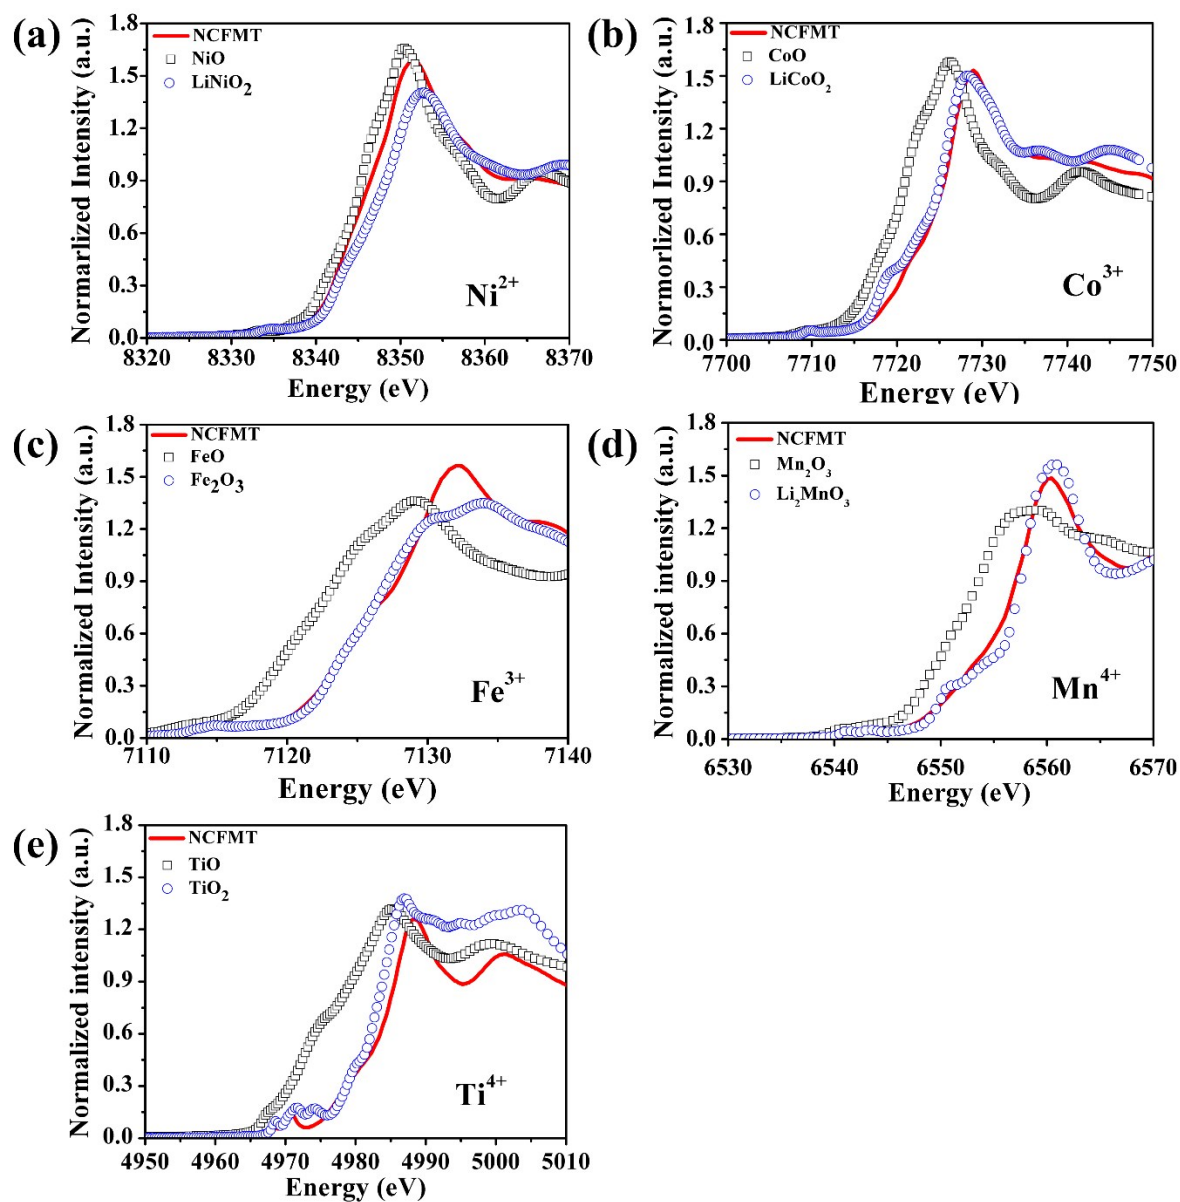 (a)
Normarlized Intensity (a.u.)
1.8
1.5
1.2
0.9
0.6
0.3
0.0
NCFMT
NiO
LiNiO₂
Ni²⁺
8320 8330 8340 8350 8360 8370
Energy (eV)
(b)
Normorlized Intensity (a.u.)
1.8
1.5
1.2
0.9
0.6
0.3
0.0
NCFMT
CoO
LiCoO₂
Co³⁺
7700 7710 7720 7730 7740 7750
Energy (eV)
(c)
Normalized Intensity (a.u.)
1.8
1.5
1.2
0.9
0.6
0.3
0.0
NCFMT
FeO
Fe₂O₃
Fe³⁺
7110 7120 7130 7140
Energy (eV)
(d)
Normalized intensity (a.u.)
1.8
1.5
1.2
0.9
0.6
0.3
0.0
NCFMT
Mn₂O₃
Li₂MnO₃
Mn⁴⁺
6530 6540 6550 6560 6570
Energy (eV)
(e)
Normalized intensity (a.u.)
1.8
1.5
1.2
0.9
0.6
0.3
0.0
NCFMT
TiO
TiO₂
Ti⁴⁺
4950 4960 4970 4980 4990 5000 5010
Energy (eV)